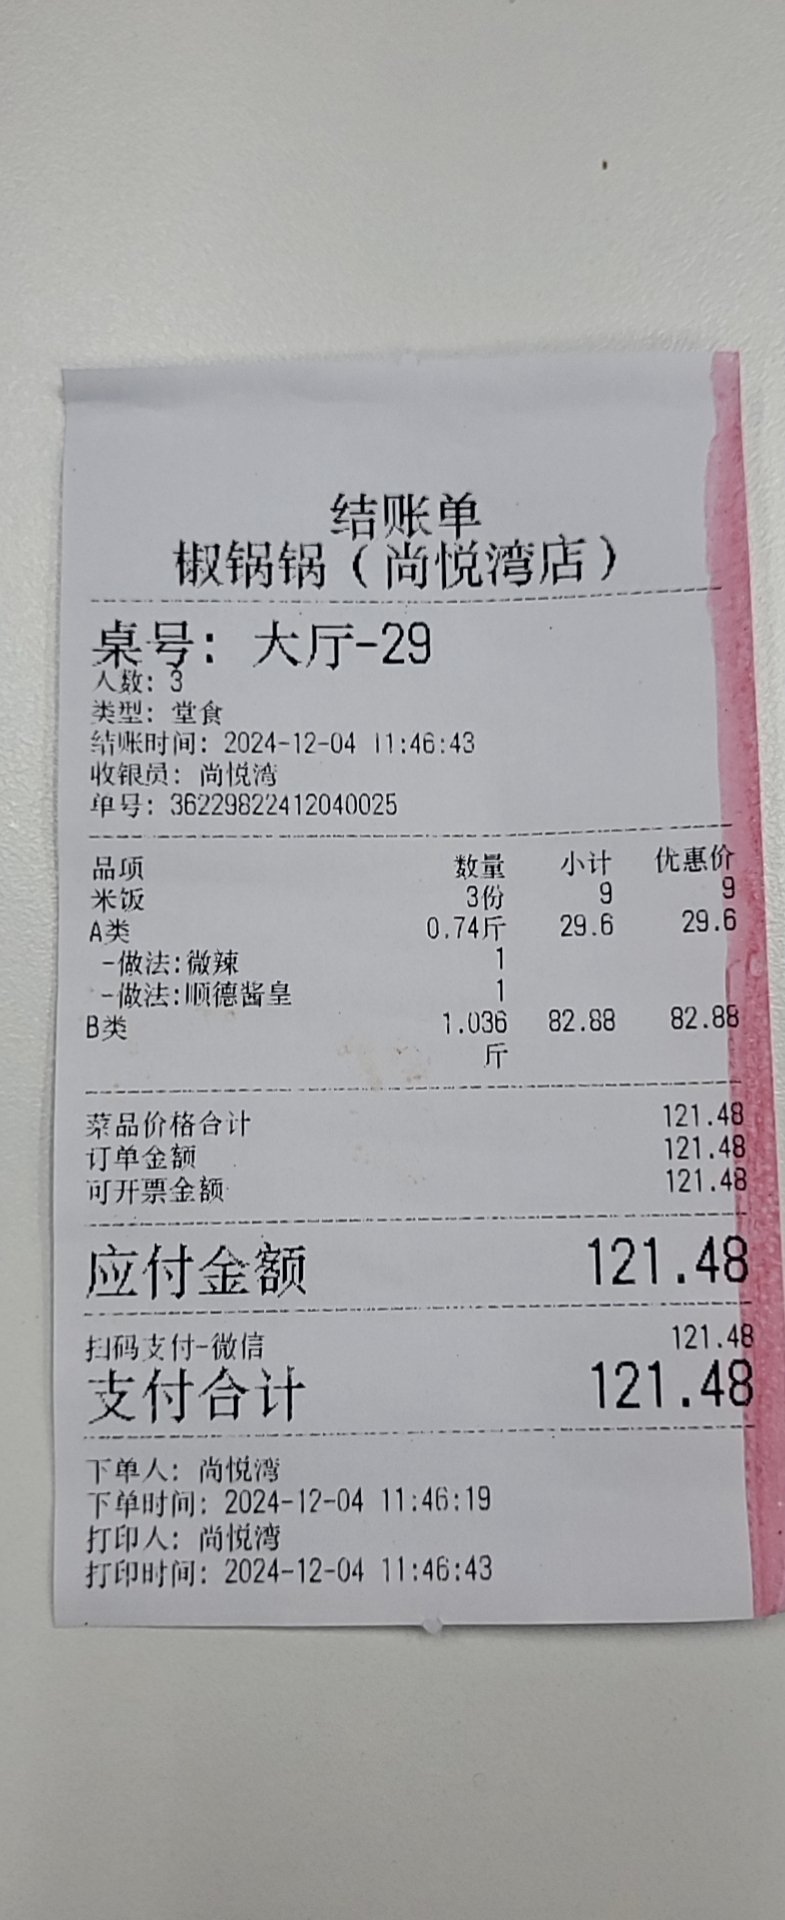 结账单
椒锅锅（尚悦湾店）
桌号：大厅-29
人数：3
类型：堂食
结账时间：2024-12-04 11:46:43
收银员：尚悦湾
单号：36229822412040025
品项 数量 小计 优惠价
米饭 3份 9 9
A类 0.74斤 29.6 29.6
-做法:微辣 1
-做法:顺德酱皇 1
B类 1.036 82.88 82.88
斤
菜品价格合计 121.48
订单金额 121.48
可开票金额 121.48
应付金额 121.48
扫码支付-微信 121.48
支付合计 121.48
下单人：尚悦湾
下单时间：2024-12-04 11:46:19
打印人：尚悦湾
打印时间：2024-12-04 11:46:43